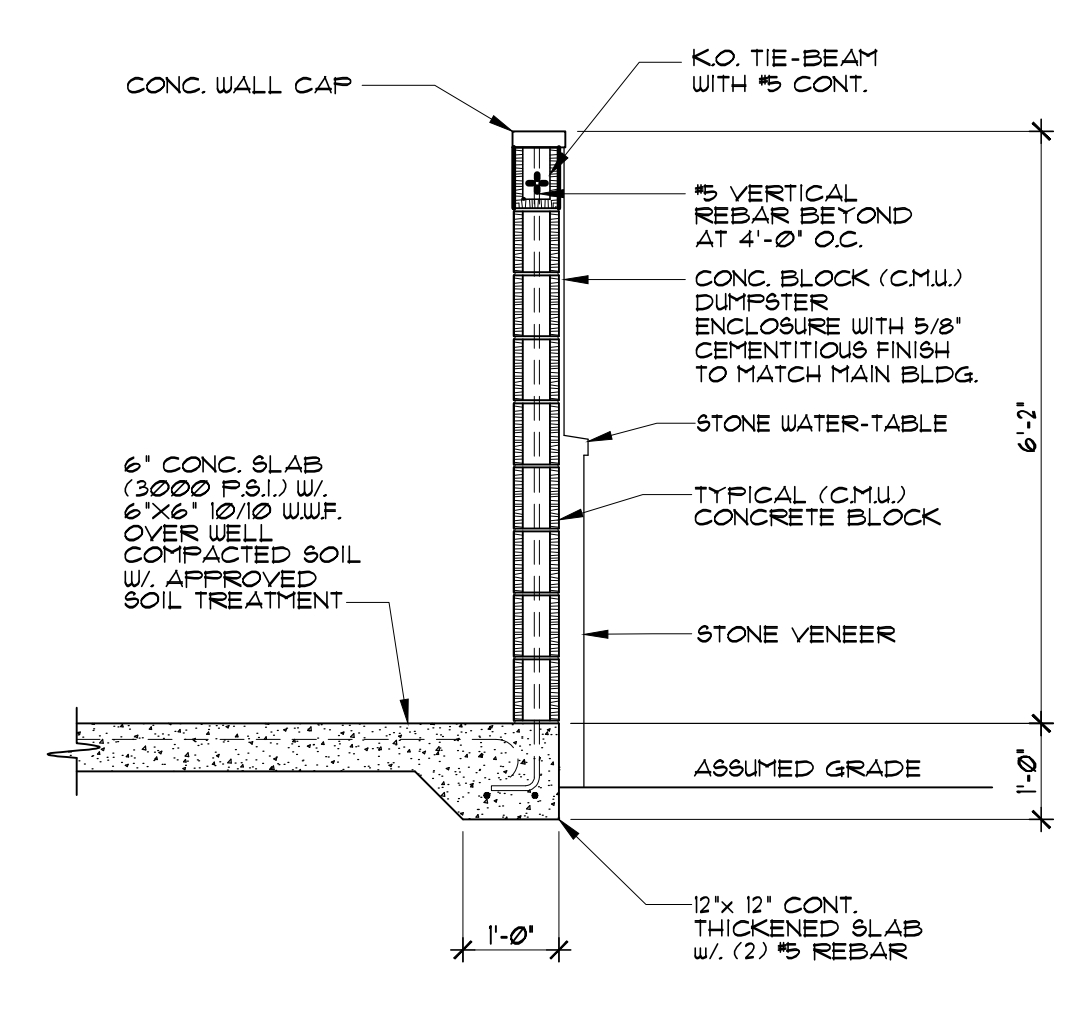 CONC. WALL CAP
K.O. TIE-BEAM
WITH #5 CONT.
#5 VERTICAL
REBAR BEYOND
AT 4'-0" O.C.
CONC. BLOCK (C.M.U.)
DUMPSTER
ENCLOSURE WITH 5/8"
CEMENTITIOUS FINISH
TO MATCH MAIN BLDG.
STONE WATER-TABLE
6'-2"
6" CONC. SLAB
(3000 P.S.I.) W/.
6"X6" 10/10 W.W.F.
OVER WELL
COMPACTED SOIL
W/. APPROVED
SOIL TREATMENT
TYPICAL (C.M.U.)
CONCRETE BLOCK
STONE VENEER
ASSUMED GRADE
1'-0"
12"x 12" CONT.
THICKENED SLAB
w/. (2) #5 REBAR
1'-0"